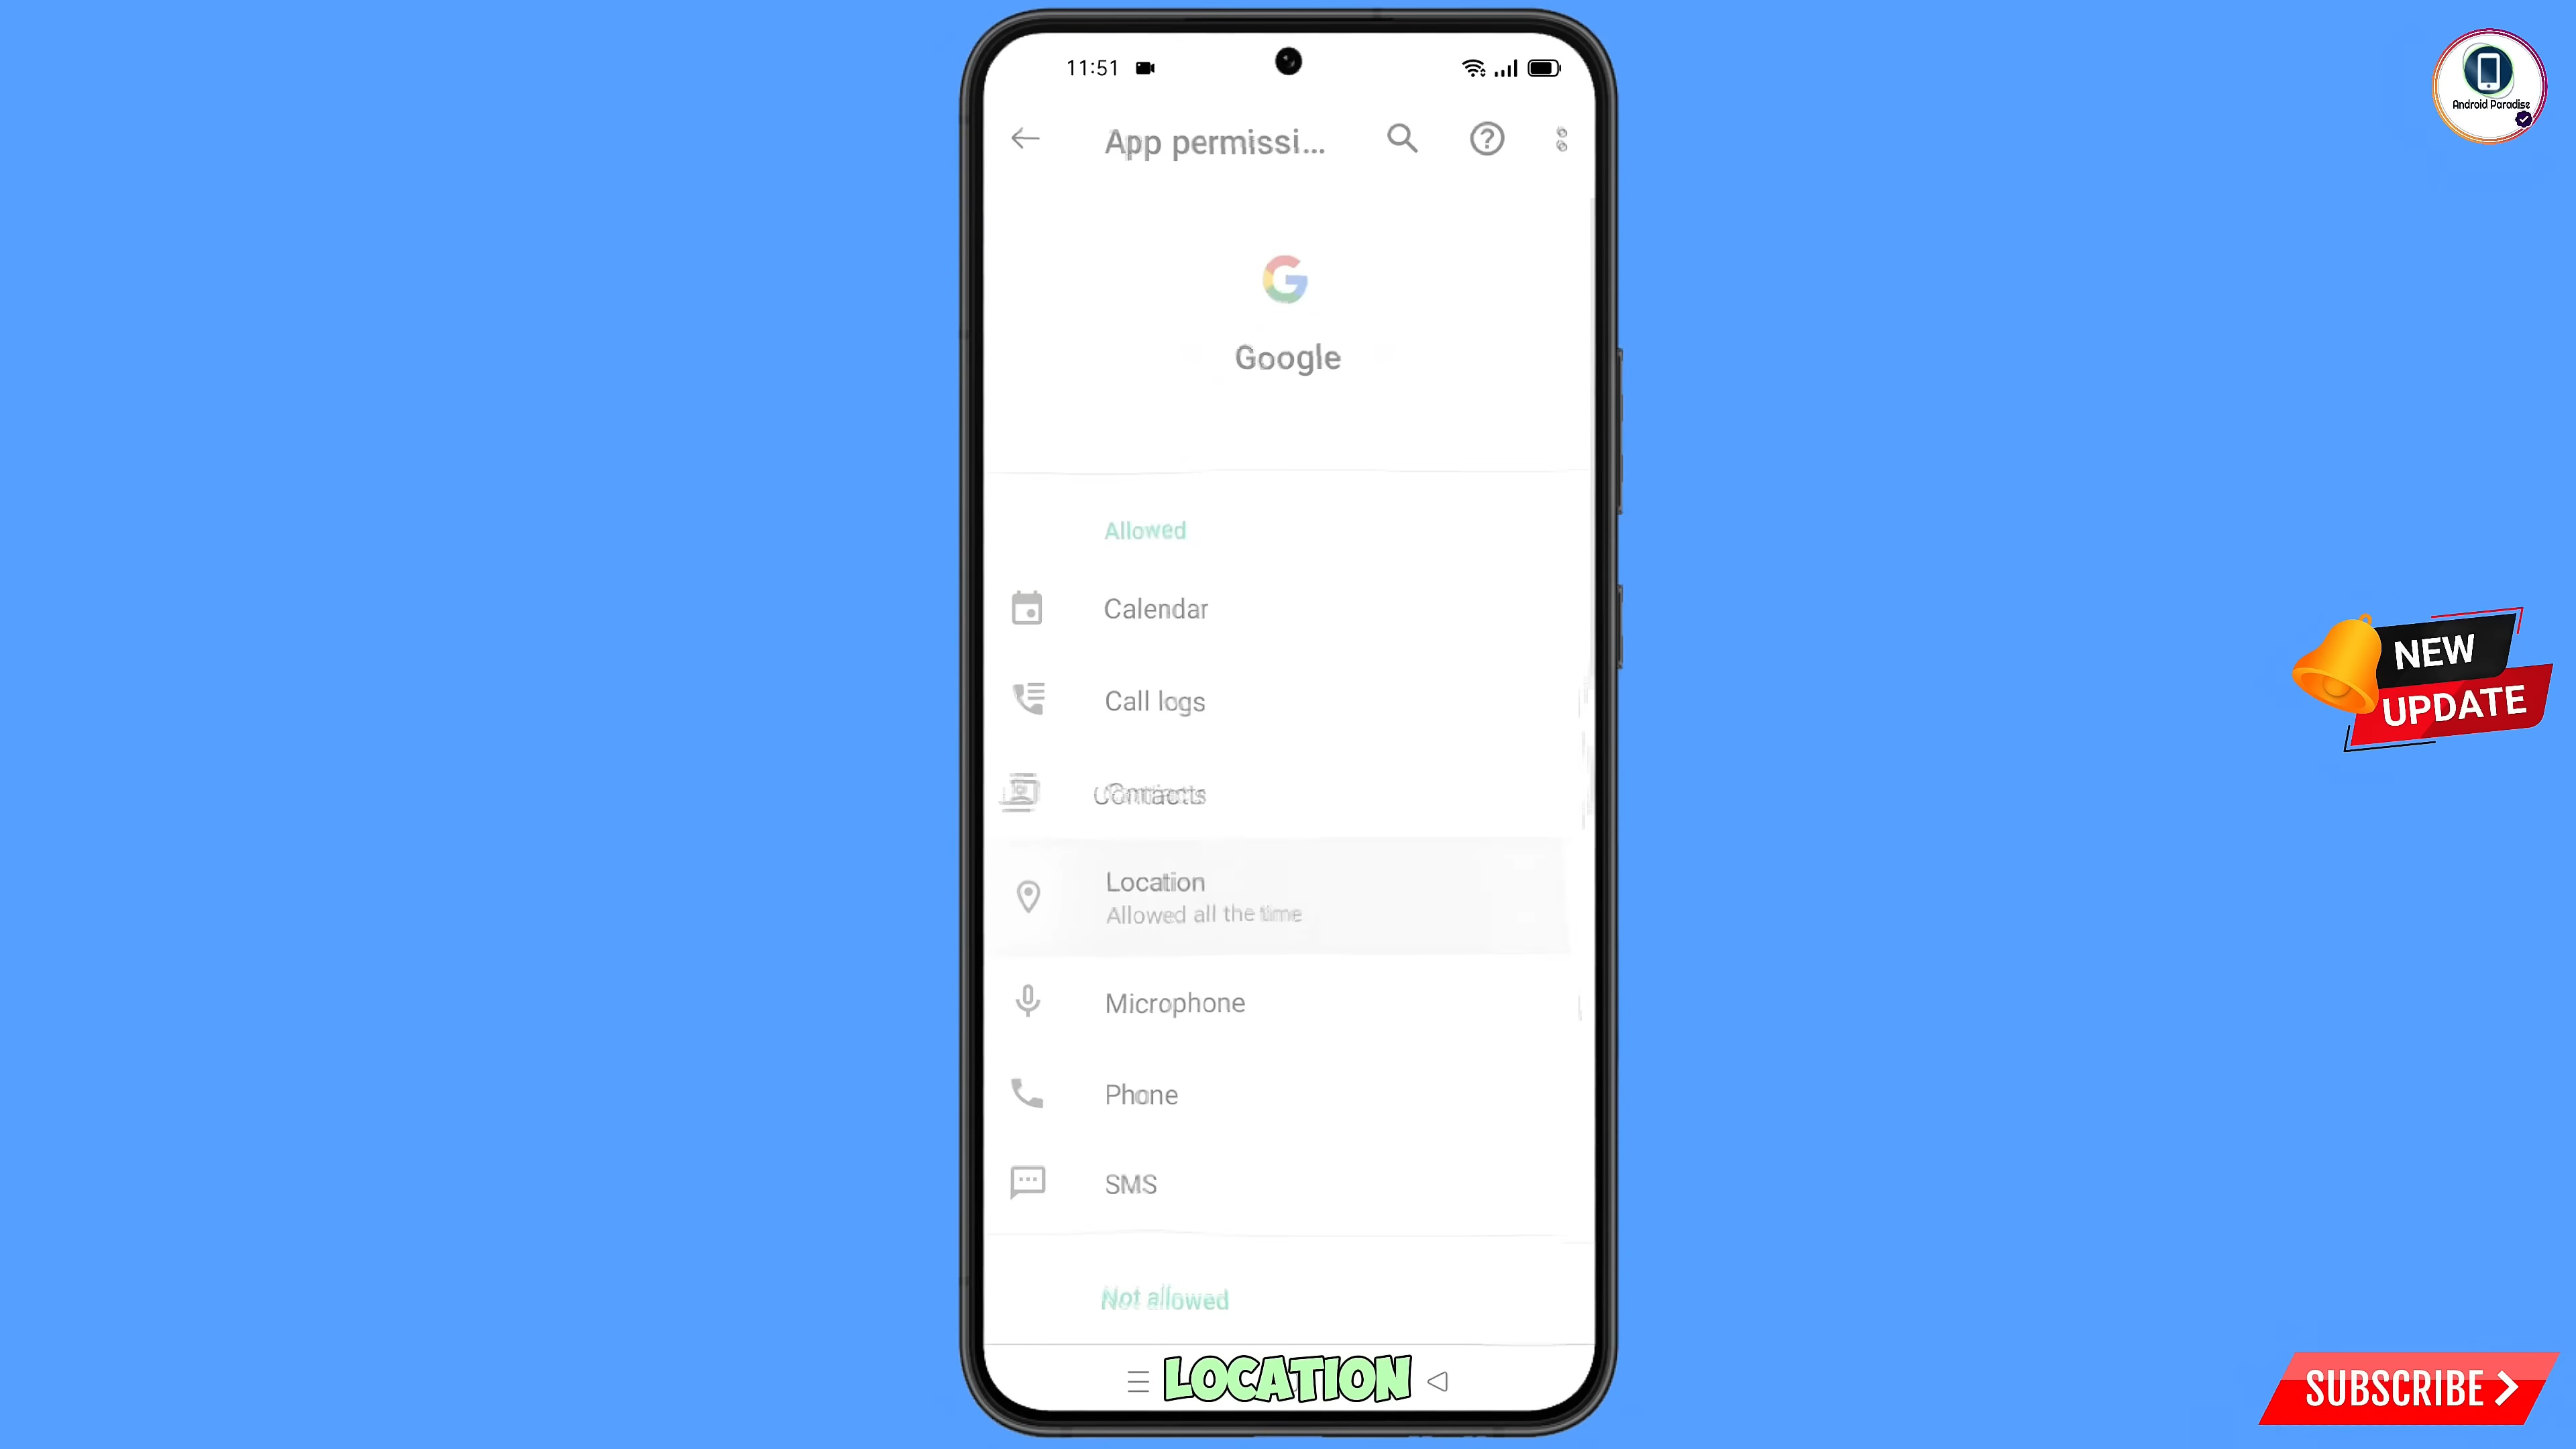 11:51
App permissi...
Google
Allowed
Calendar
Call logs
Contacts
Location
Allowed all the time
Microphone
Phone
SMS
Not allowed
LOCATION
Android Paradise
NEW
UPDATE
SUBSCRIBE